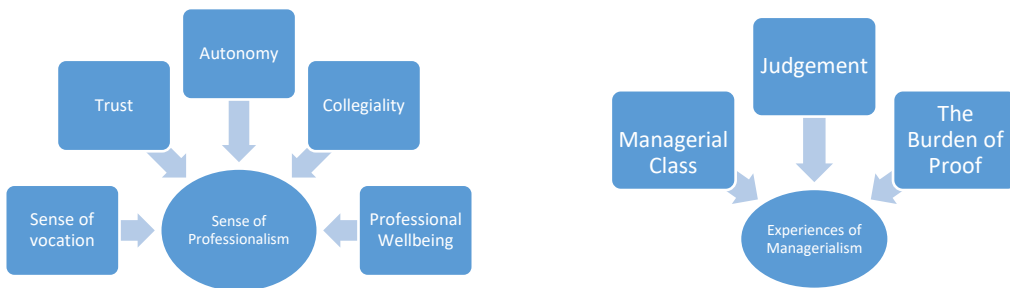 Autonomy
Trust
Collegiality
Sense of
vocation
Sense of
Professionalism
Professional
Wellbeing
Judgement
Managerial
Class
The
Burden of
Proof
Experiences of
Managerialism